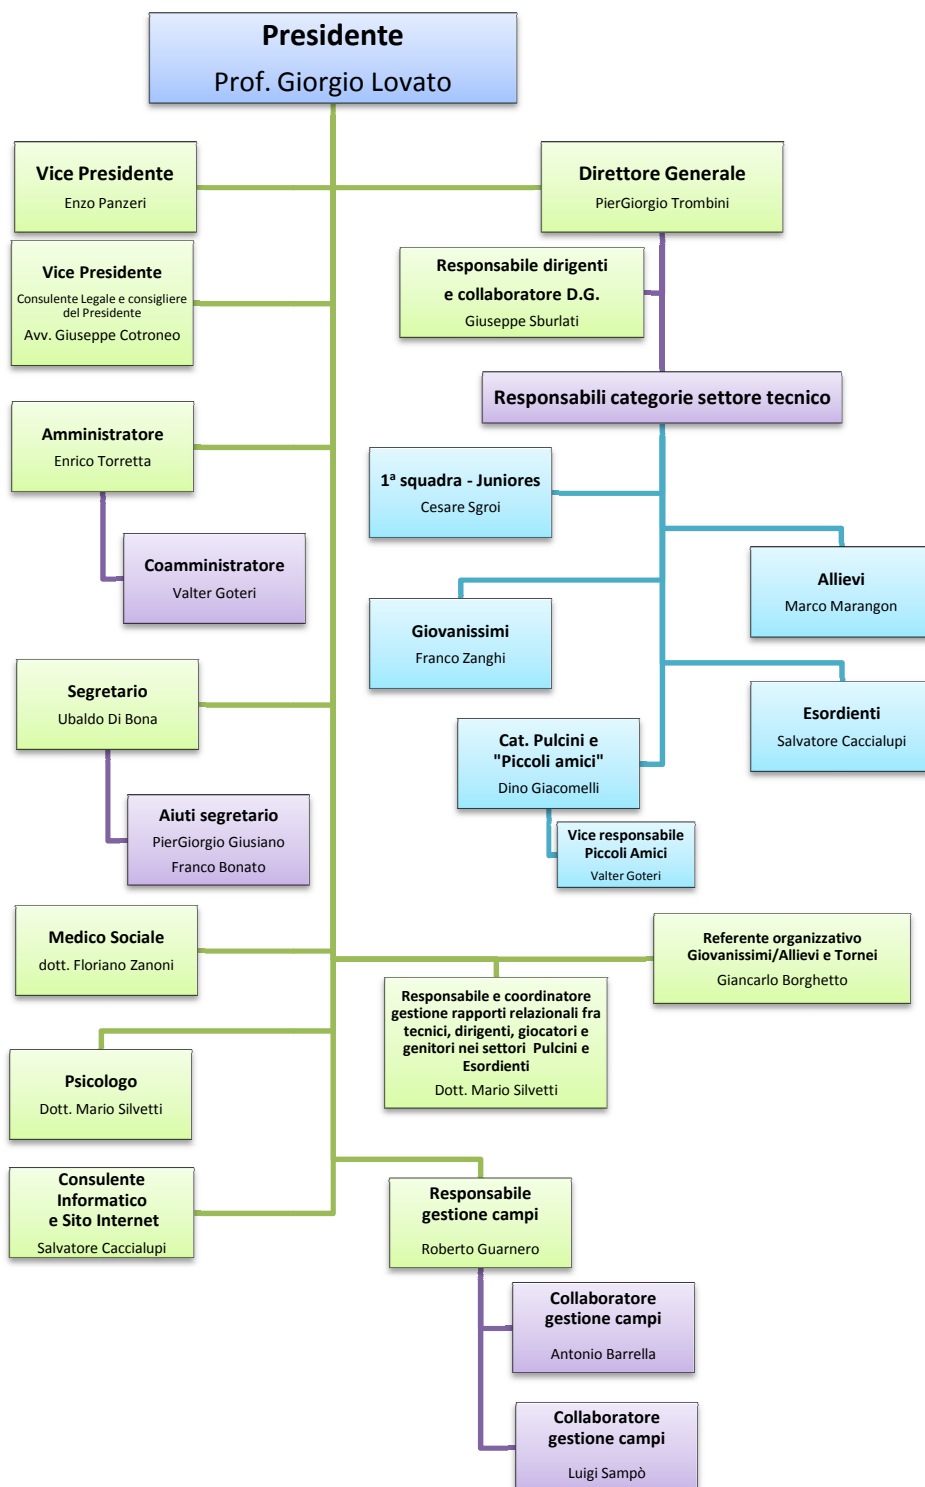 Presidente
Prof. Giorgio Lovato
Vice Presidente
Enzo Panzeri
Direttore Generale
PierGiorgio Trombini
Vice Presidente
Consulente Legale e consigliere
del Presidente
Avv. Giuseppe Cotroneo
Responsabile dirigenti
e collaboratore D.G.
Giuseppe Sburlati
Responsabili categorie settore tecnico
Amministratore
Enrico Torretta
1ª squadra - Juniores
Cesare Sgroi
Coamministratore
Valter Goteri
Allievi
Marco Marangon
Giovanissimi
Franco Zanghi
Segretario
Ubaldo Di Bona
Esordienti
Salvatore Caccialupi
Cat. Pulcini e
"Piccoli amici"
Dino Giacomelli
Aiuti segretario
PierGiorgio Giusiano
Franco Bonato
Vice responsabile
Piccoli Amici
Valter Goteri
Medico Sociale
dott. Floriano Zanoni
Referente organizzativo
Giovanissimi/Allievi e Tornei
Giancarlo Borghetto
Responsabile e coordinatore
gestione rapporti relazionali fra
tecnici, dirigenti, giocatori e
genitori nei settori Pulcini e
Esordienti
Dott. Mario Silvetti
Psicologo
Dott. Mario Silvetti
Consulente
Informatico
e Sito Internet
Salvatore Caccialupi
Responsabile
gestione campi
Roberto Guarnero
Collaboratore
gestione campi
Antonio Barrella
Collaboratore
gestione campi
Luigi Sampò